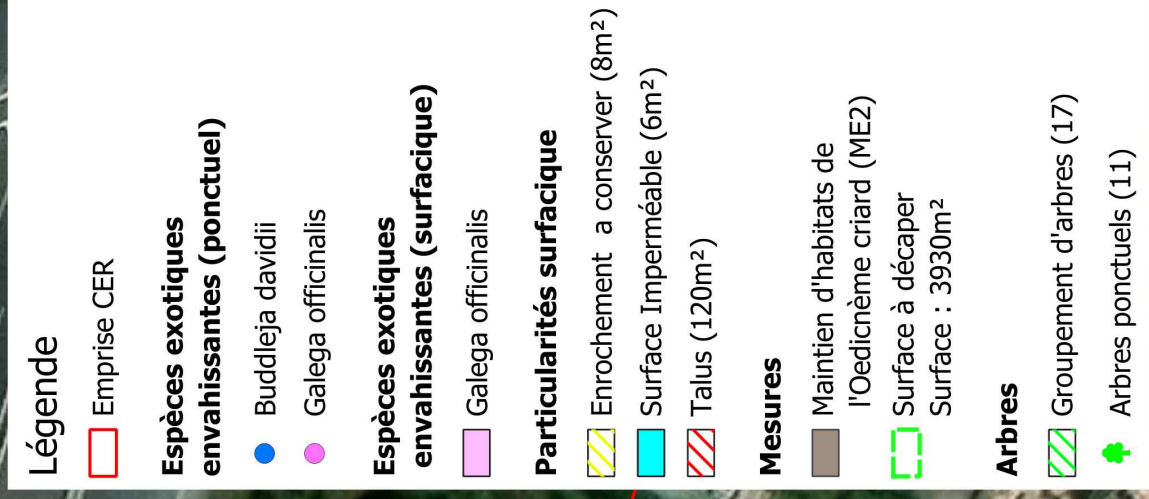 Légende
Emprise CER
Espèces exotiques
envahissantes (ponctuel)
Buddleja davidii
Galega officinalis
Espèces exotiques
envahissantes (surfacique)
Galega officinalis
Particularités surfacique
Enrochement a conserver (8m²)
Surface Imperméable (6m²)
Talus (120m²)
Mesures
Maintien d'habitats de
l'Oedicnème criard (ME2)
Surface à décaper
Surface : 3930m²
Arbres
Groupement d'arbres (17)
Arbres ponctuels (11)